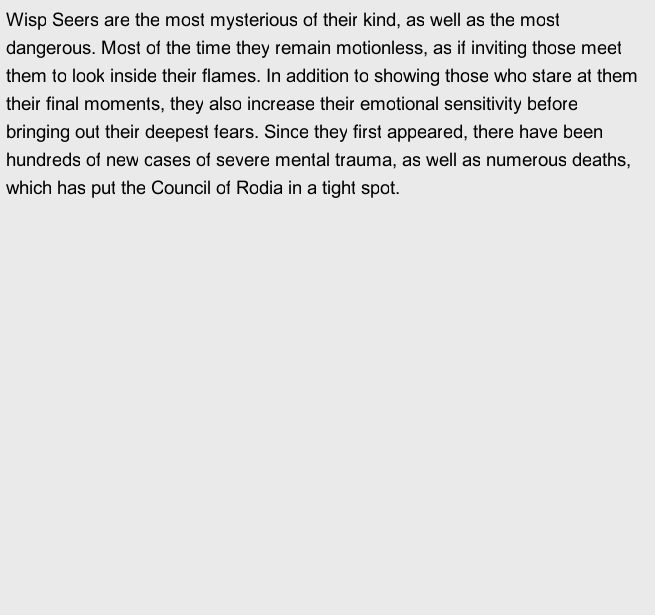 Wisp Seers are the most mysterious of their kind, as well as the most
dangerous. Most of the time they remain motionless, as if inviting those meet
them to look inside their flames. In addition to showing those who stare at them
their final moments, they also increase their emotional sensitivity before
bringing out their deepest fears. Since they first appeared, there have been
hundreds of new cases of severe mental trauma, as well as numerous deaths,
which has put the Council of Rodia in a tight spot.